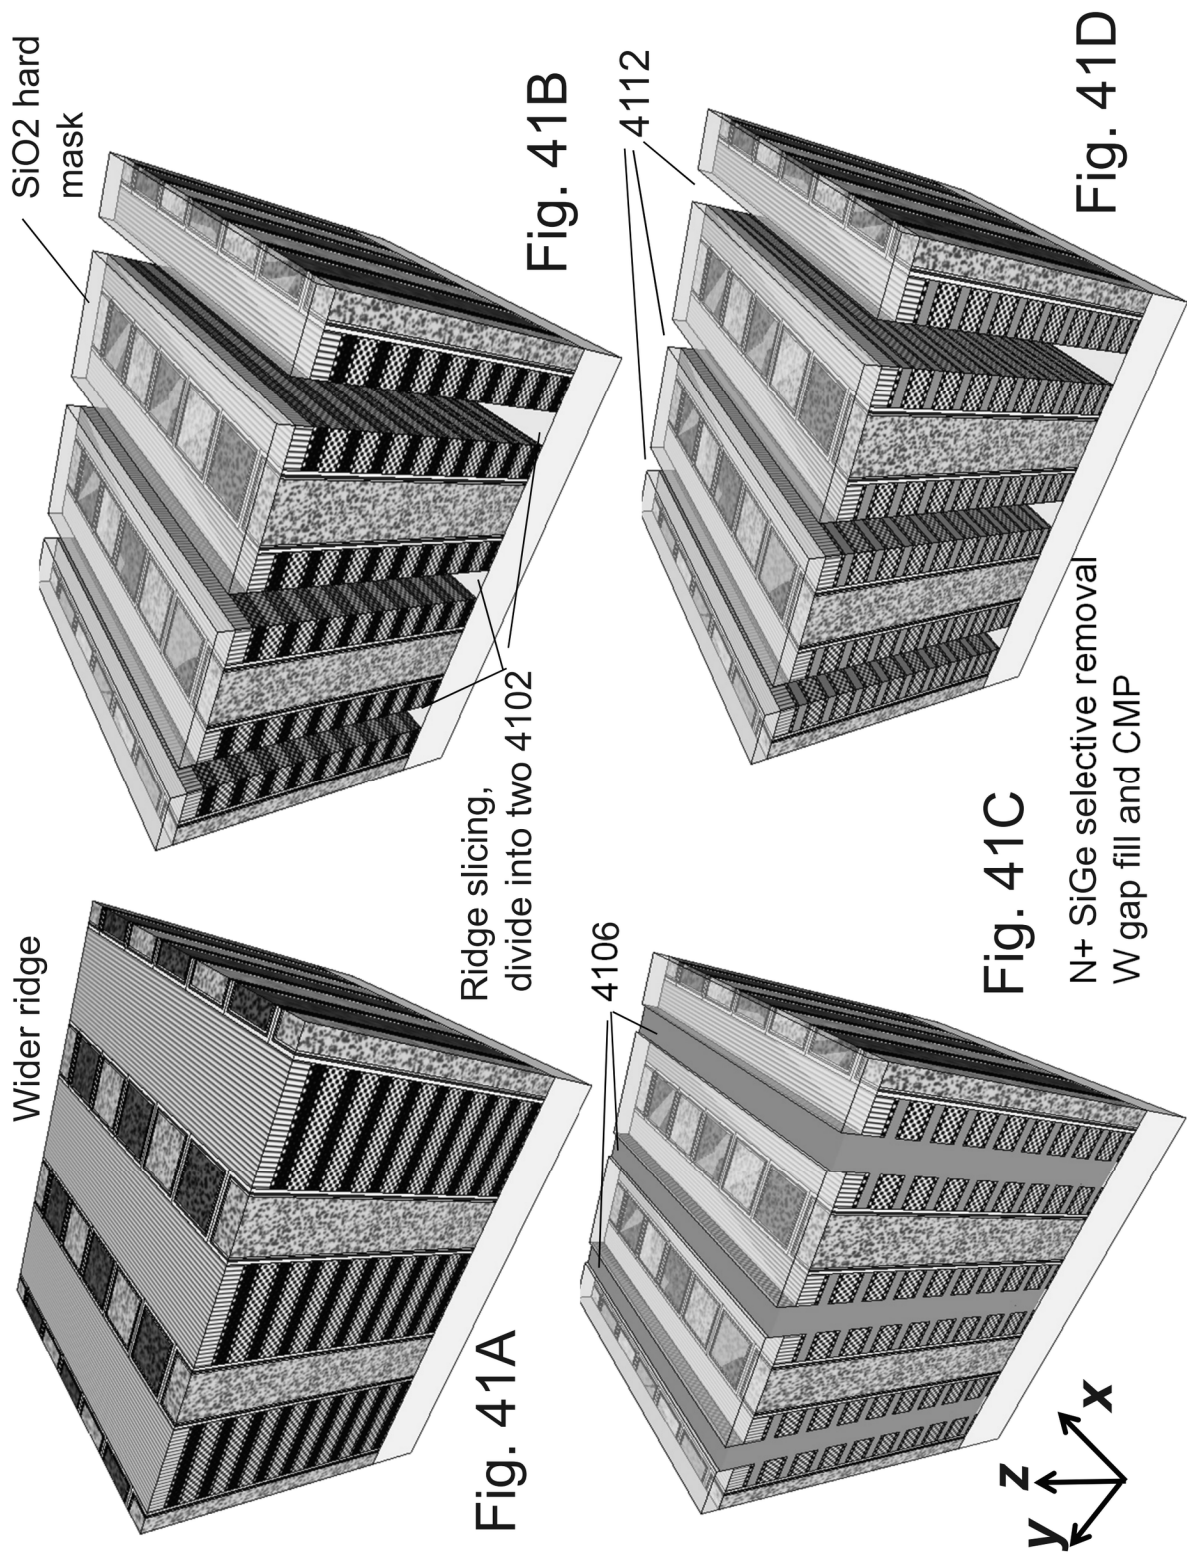 Wider ridge
Fig. 41A
SiO2 hard
mask
Ridge slicing,
divide into two 4102
Fig. 41B
4106
Fig. 41C
N+ SiGe selective removal
W gap fill and CMP
4112
Fig. 41D
y
z
x